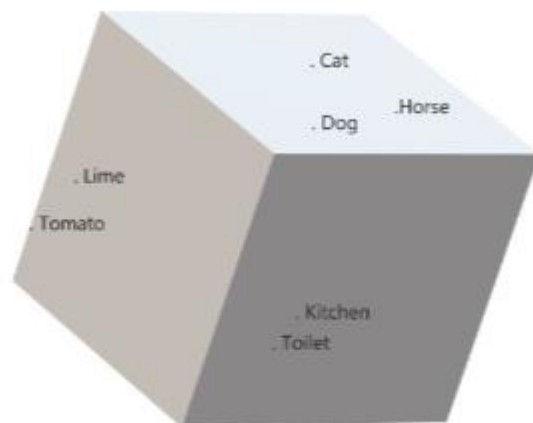 . Cat
.Horse
. Dog
. Lime
. Tomato
. Kitchen
. Toilet